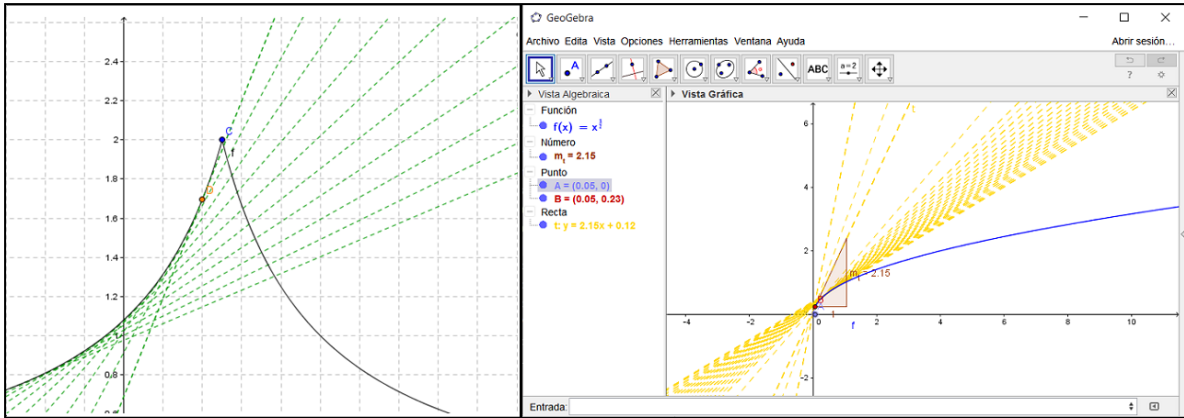 2.4
2.2
2
C
f
D
1.8
1.6
1.4
1.2
1
0.8
GeoGebra
Archivo Edita Vista Opciones Herramientas Ventana Ayuda
Abrir sesión...
A
ABC
a=2
?
Vista Algebraica
Vista Gráfica
Función
f(x) = x^½
Número
mₜ = 2.15
Punto
A = (0.05, 0)
B = (0.05, 0.23)
Recta
t: y = 2.15x + 0.12
t
6
4
2
mₜ = 2.15
B
1
-4
-2
0
2
4
6
8
10
f
-2
Entrada: